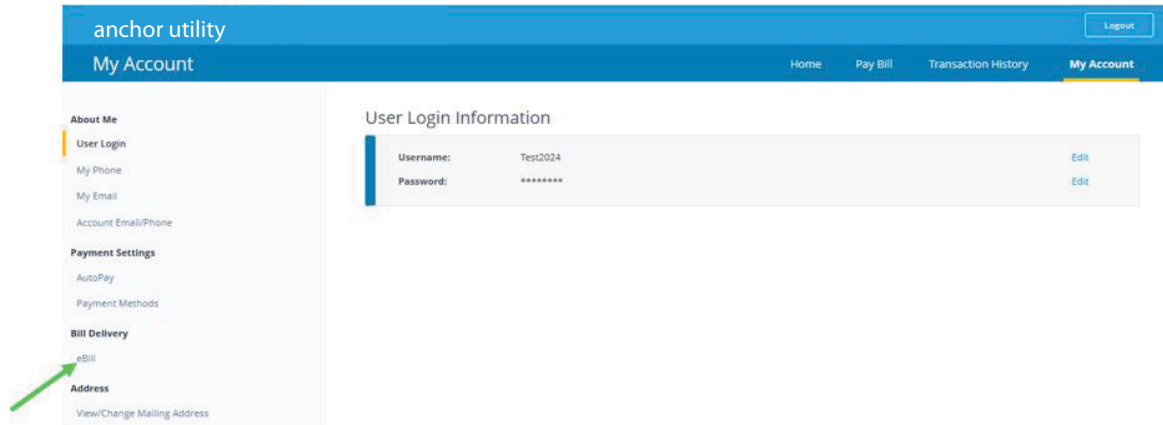 anchor utility
Logout
My Account
Home
Pay Bill
Transaction History
My Account
About Me
User Login
My Phone
My Email
Account Email/Phone
Payment Settings
AutoPay
Payment Methods
Bill Delivery
eBill
Address
View/Change Mailing Address
User Login Information
Username: Test2024 Edit
Password: ******** Edit